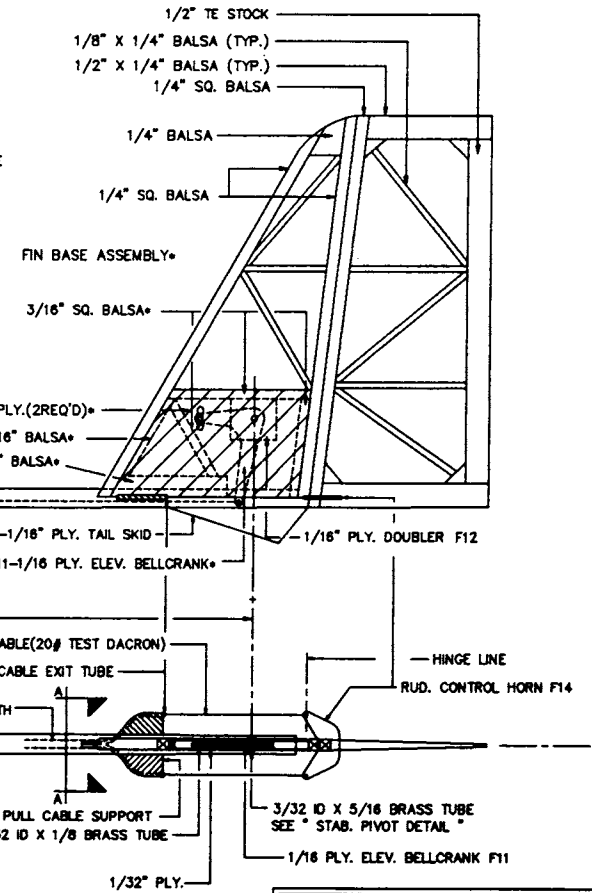 1/2" TE STOCK
1/8" X 1/4" BALSA (TYP.)
1/2" X 1/4" BALSA (TYP.)
1/4" SQ. BALSA
1/4" BALSA
1/4" SQ. BALSA
FIN BASE ASSEMBLY*
3/16" SQ. BALSA*
PLY.(2REQ'D)*
16" BALSA*
" BALSA*
-1/16" PLY. TAIL SKID
1/16" PLY. DOUBLER F12
1-1/16 PLY. ELEV. BELLCRANK*
ABLE(20# TEST DACRON)
CABLE EXIT TUBE
HINGE LINE
RUD. CONTROL HORN F14
A
TH
A
PULL CABLE SUPPORT
2 ID X 1/8 BRASS TUBE
3/32 ID X 5/16 BRASS TUBE
SEE " STAB. PIVOT DETAIL "
1/16 PLY. ELEV. BELLCRANK F11
1/32" PLY.